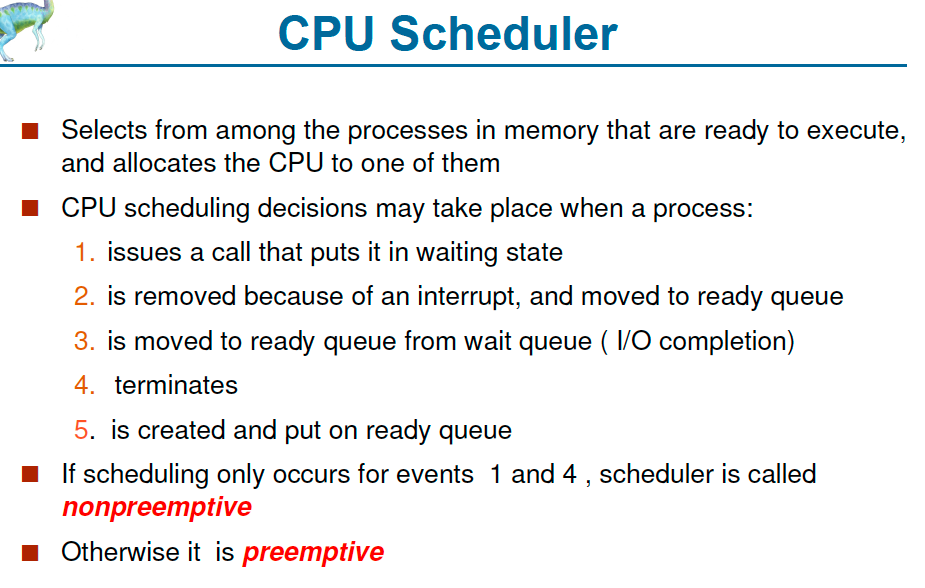 CPU Scheduler
Selects from among the processes in memory that are ready to execute,
and allocates the CPU to one of them
CPU scheduling decisions may take place when a process:
1. issues a call that puts it in waiting state
2. is removed because of an interrupt, and moved to ready queue
3. is moved to ready queue from wait queue ( I/O completion)
4. terminates
5. is created and put on ready queue
If scheduling only occurs for events 1 and 4 , scheduler is called
nonpreemptive
Otherwise it is preemptive